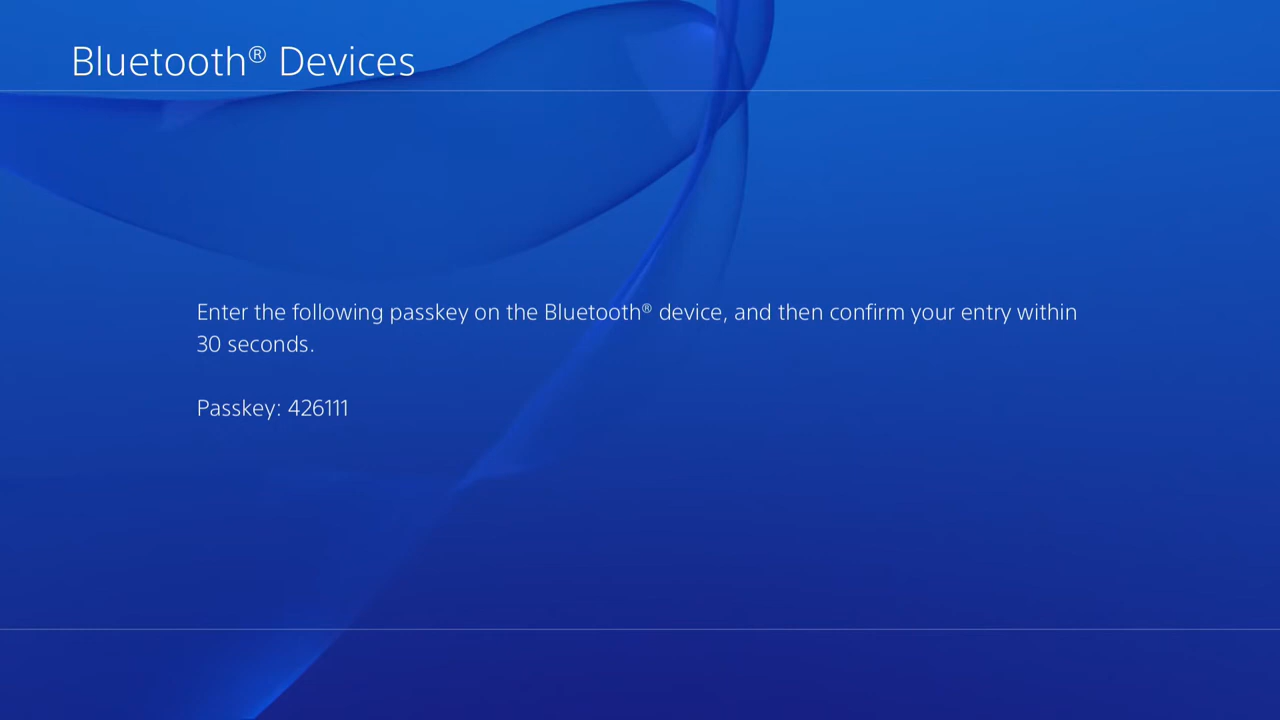 Bluetooth® Devices
Enter the following passkey on the Bluetooth® device, and then confirm your entry within
30 seconds.
Passkey: 426111